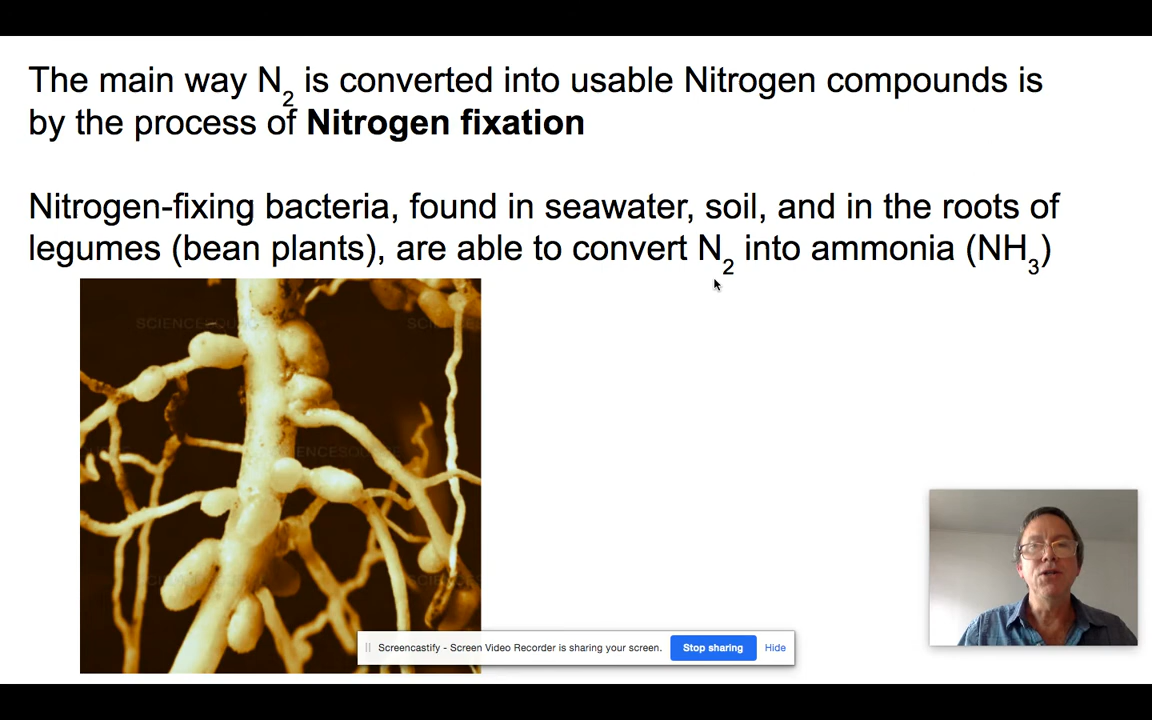 The main way N₂ is converted into usable Nitrogen compounds is
by the process of Nitrogen fixation
Nitrogen-fixing bacteria, found in seawater, soil, and in the roots of
legumes (bean plants), are able to convert N₂ into ammonia (NH₃)
Screencastify - Screen Video Recorder is sharing your screen. Stop sharing Hide